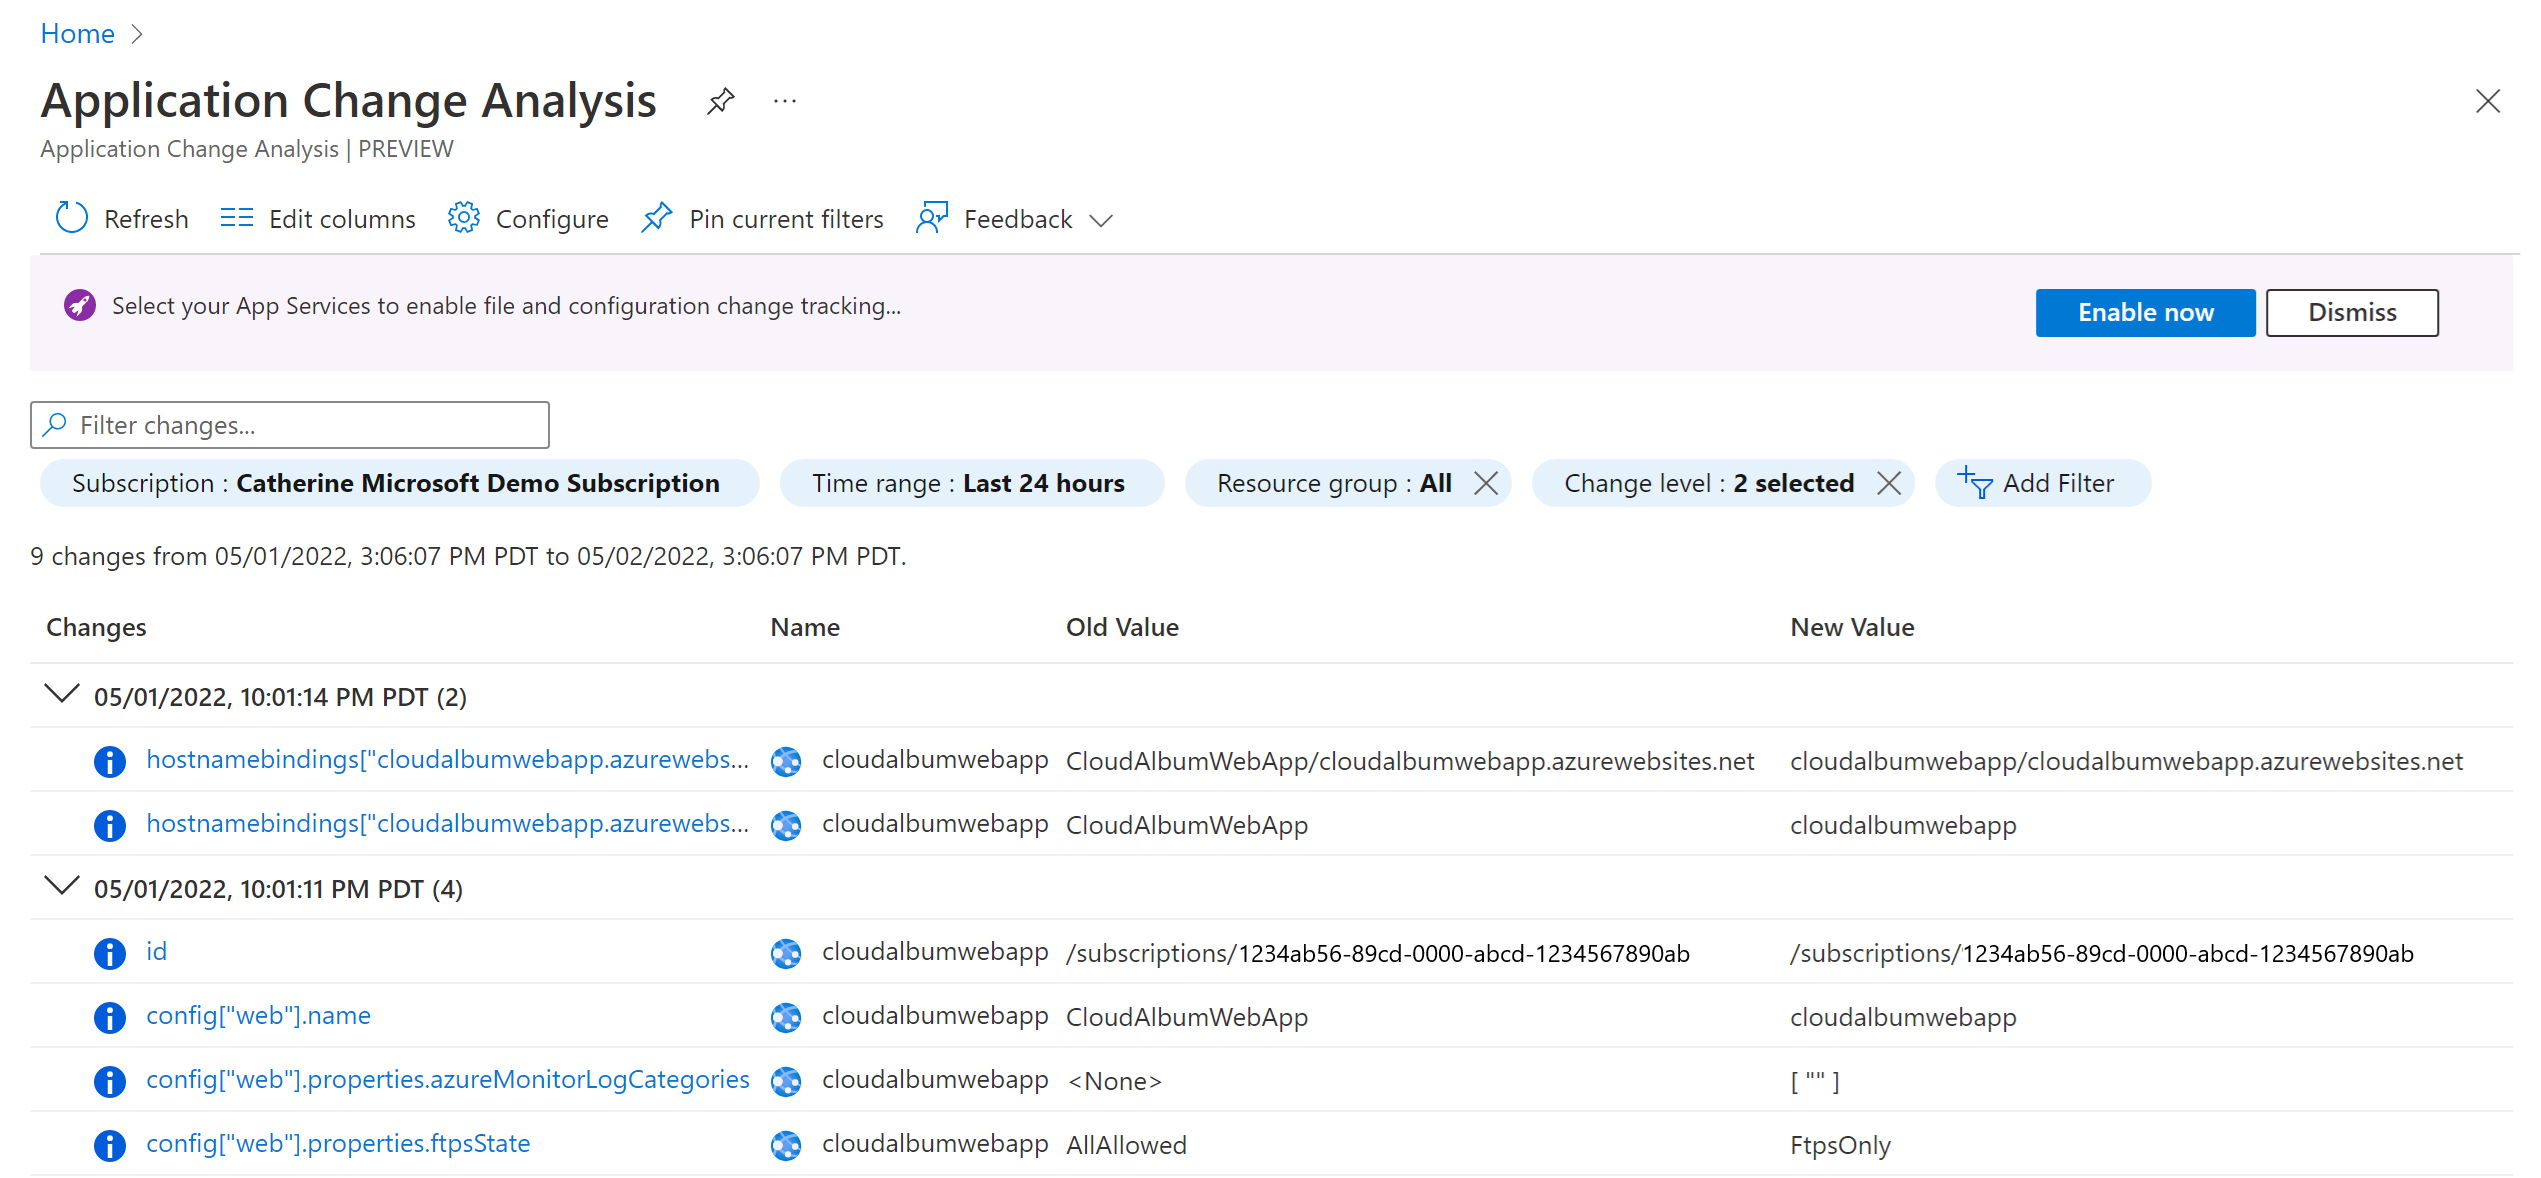 Home
Application Change Analysis
Application Change Analysis | PREVIEW
Refresh Edit columns Configure Pin current filters Feedback
Select your App Services to enable file and configuration change tracking...
Enable now Dismiss
Filter changes...
Subscription : Catherine Microsoft Demo Subscription Time range : Last 24 hours Resource group : All Change level : 2 selected Add Filter
9 changes from 05/01/2022, 3:06:07 PM PDT to 05/02/2022, 3:06:07 PM PDT.
Changes Name Old Value New Value
05/01/2022, 10:01:14 PM PDT (2)
hostnamebindings["cloudalbumwebapp.azurewebs... cloudalbumwebapp CloudAlbumWebApp/cloudalbumwebapp.azurewebsites.net cloudalbumwebapp/cloudalbumwebapp.azurewebsites.net
hostnamebindings["cloudalbumwebapp.azurewebs... cloudalbumwebapp CloudAlbumWebApp cloudalbumwebapp
05/01/2022, 10:01:11 PM PDT (4)
id cloudalbumwebapp /subscriptions/1234ab56-89cd-0000-abcd-1234567890ab /subscriptions/1234ab56-89cd-0000-abcd-1234567890ab
config["web"].name cloudalbumwebapp CloudAlbumWebApp cloudalbumwebapp
config["web"].properties.azureMonitorLogCategories cloudalbumwebapp <None> [ "" ]
config["web"].properties.ftpsState cloudalbumwebapp AllAllowed FtpsOnly